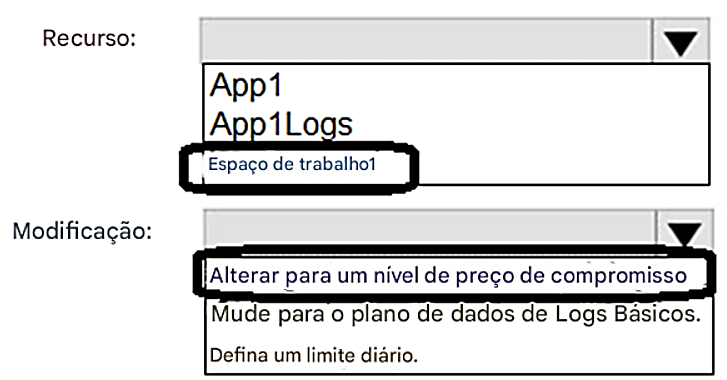 Recurso:
App1
App1Logs
Espaço de trabalho1
Modificação:
Alterar para um nível de preço de compromisso
Mude para o plano de dados de Logs Básicos.
Defina um limite diário.